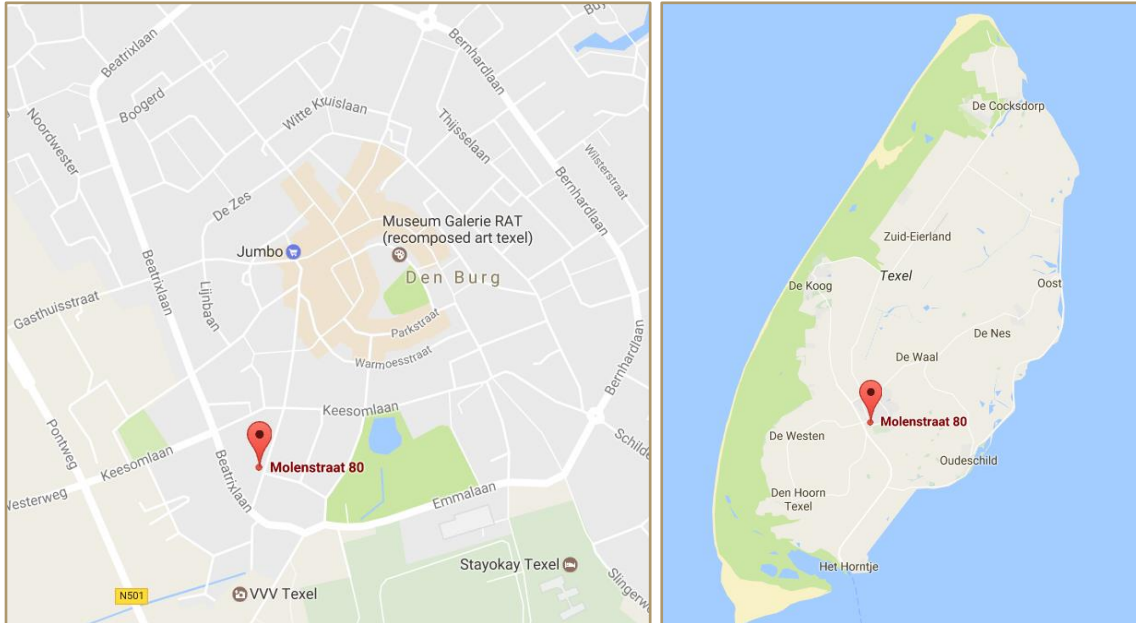 Beatrixlaan
Bernhardlaan
Boogerd
Witte Kruislaan
Noordwester
Thijsselaan
Wilsterstraat
Bernhardlaan
De Zes
Museum Galerie RAT
(recomposed art texel)
Jumbo
Den Burg
Beatrixlaan
Gasthuisstraat
Lijnbaan
Parkstraat
Warmoesstraat
Bernhardlaan
Keesomlaan
Pontweg
Keesomlaan
Molenstraat 80
Beatrixlaan
Schilde
Westerweg
Emmalaan
Stayokay Texel
Slingerwe
N501
VVV Texel
De Cocksdorp
Zuid-Eierland
Texel
De Koog
Oost
De Nes
De Waal
Molenstraat 80
De Westen
Oudeschild
Den Hoorn
Texel
Het Horntje